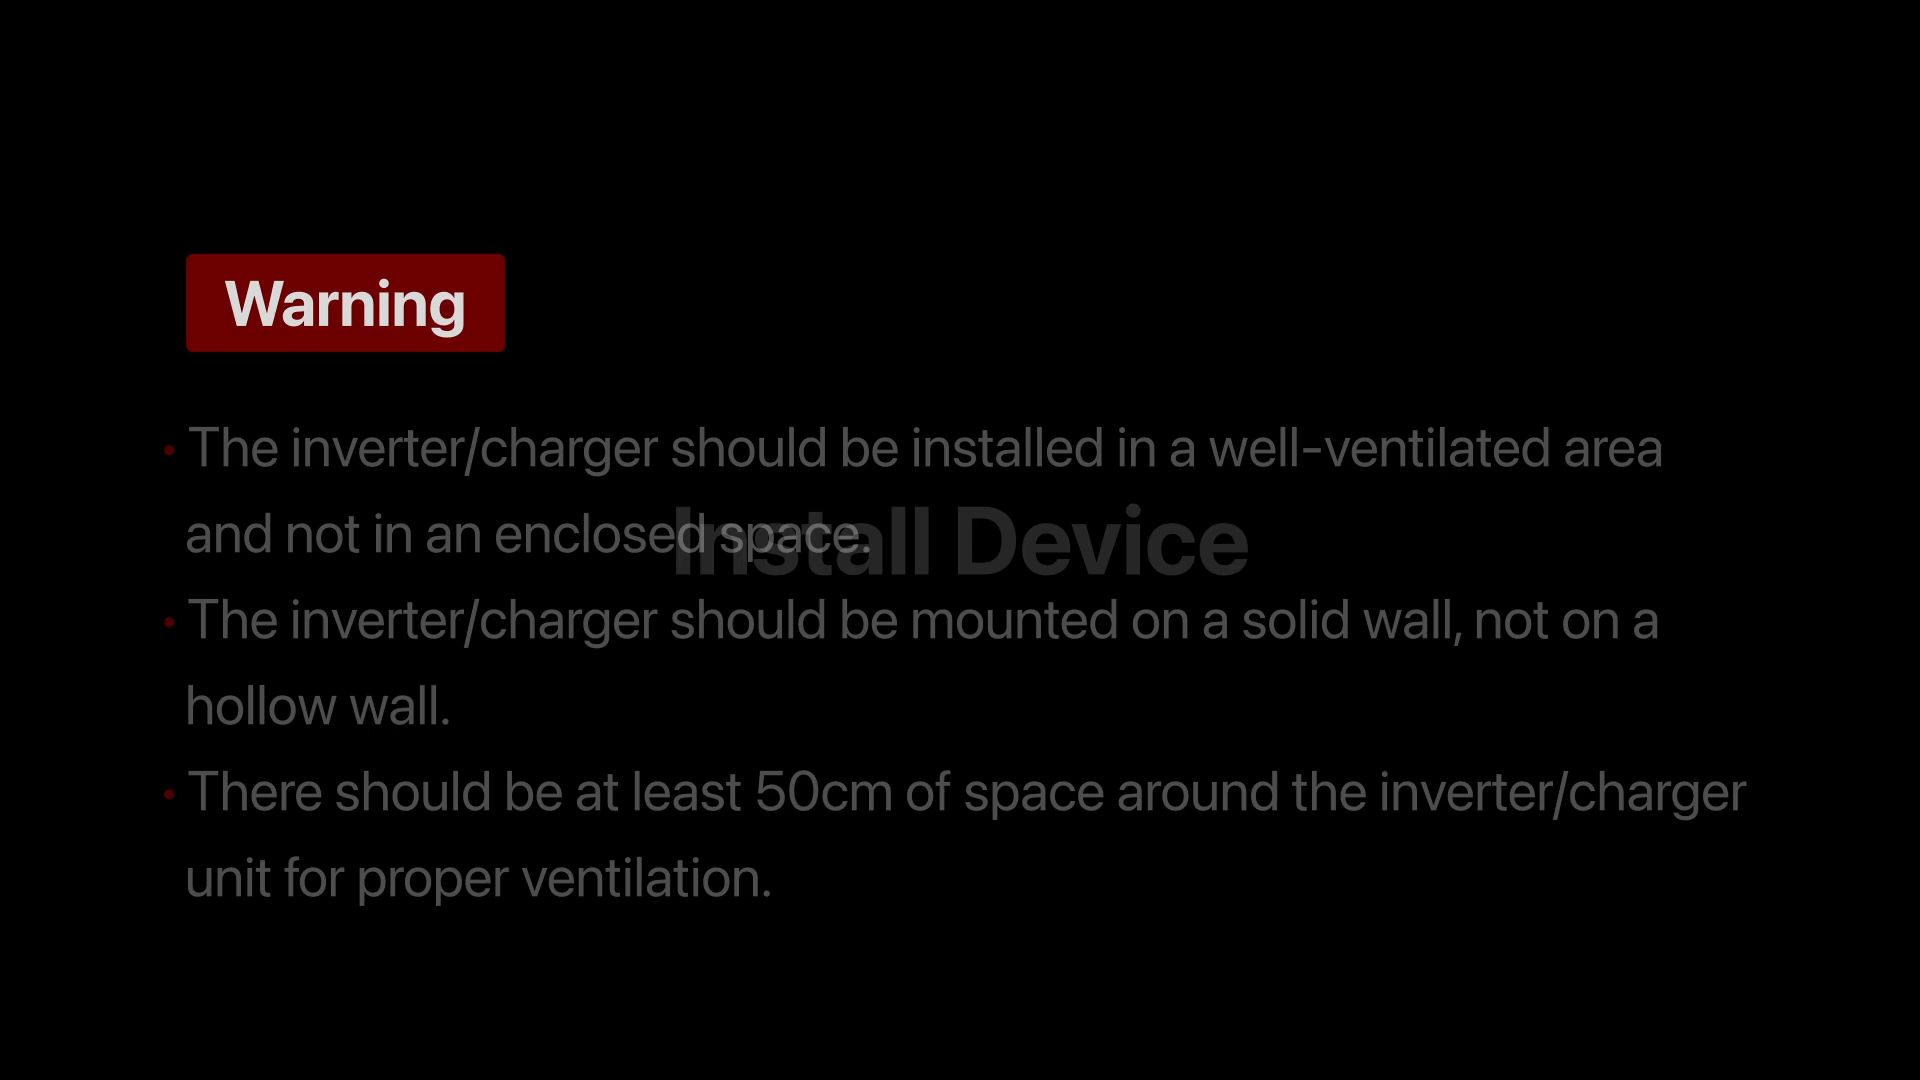 Warning
• The inverter/charger should be installed in a well-ventilated area
and not in an enclosed space.
Install Device
• The inverter/charger should be mounted on a solid wall, not on a
hollow wall.
• There should be at least 50cm of space around the inverter/charger
unit for proper ventilation.